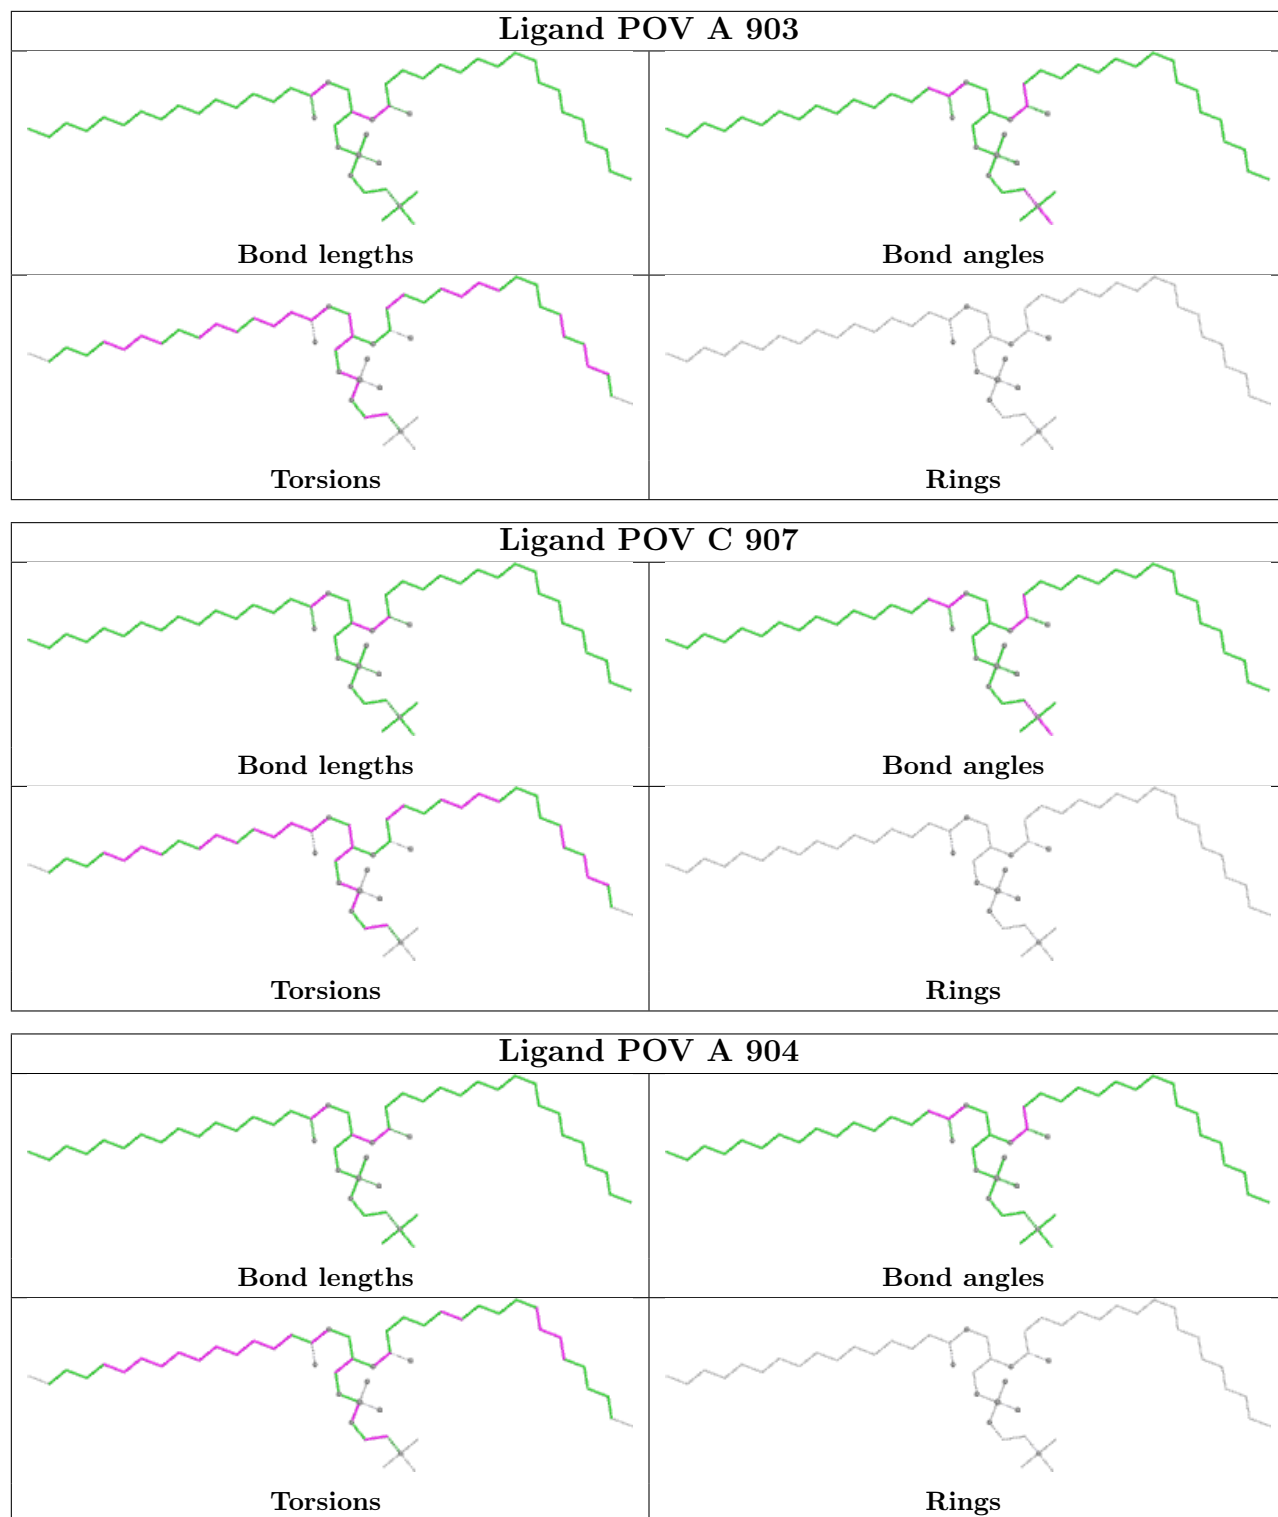 Ligand POV A 903
Bond lengths
Bond angles
Torsions
Rings
Ligand POV C 907
Bond lengths
Bond angles
Torsions
Rings
Ligand POV A 904
Bond lengths
Bond angles
Torsions
Rings